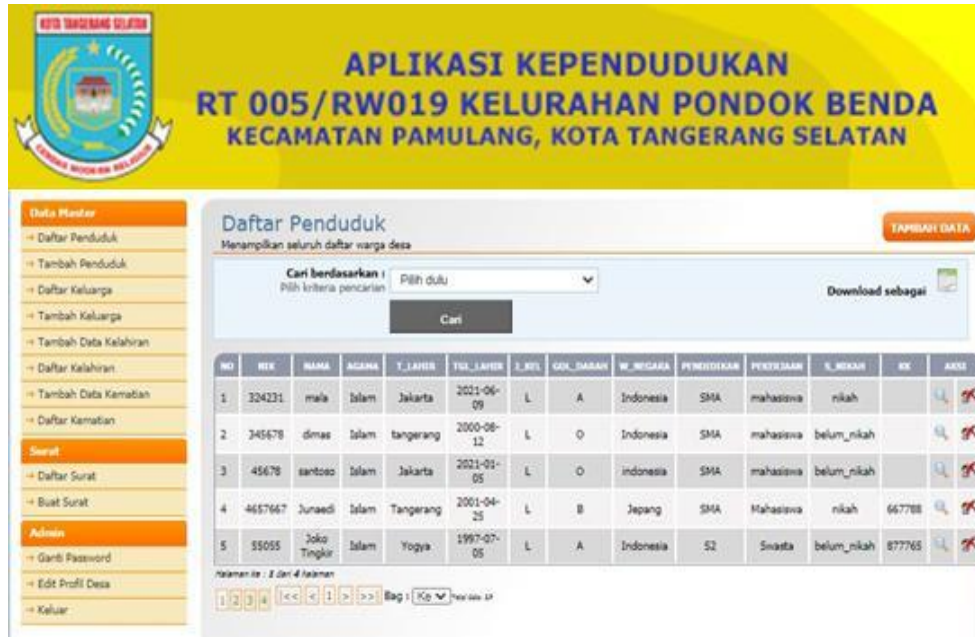 KOTA TANGERANG SELATAN
CERDAS MODERN RELIGIUS
APLIKASI KEPENDUDUKAN
RT 005/RW019 KELURAHAN PONDOK BENDA
KECAMATAN PAMULANG, KOTA TANGERANG SELATAN
Data Master
Daftar Penduduk
Tambah Penduduk
Daftar Keluarga
Tambah Keluarga
Tambah Data Kelahiran
Daftar Kelahiran
Tambah Data Kematian
Daftar Kematian
Surat
Daftar Surat
Buat Surat
Admin
Ganti Password
Edit Profil Desa
Keluar
Daftar Penduduk
Menampilkan seluruh daftar warga desa
TAMBAH DATA
Cari berdasarkan :
Pilih kriteria pencarian
Pilih dulu
Cari
Download sebagai
NO NIK NAMA AGAMA T_LAHIR TGL_LAHIR J_KEL GOL_DARAH W_NEGARA PENDIDIKAN PEKERJAAN S_NIKAH KK AKSI
1 324231 mala Islam Jakarta 2021-06-09 L A Indonesia SMA mahasiswa nikah
2 345678 dimas Islam tangerang 2000-08-12 L O Indonesia SMA mahasiswa belum_nikah
3 45678 santoso Islam Jakarta 2021-01-05 L O indonesia SMA mahasiswa belum_nikah
4 4657667 Junaedi Islam Tangerang 2001-04-25 L B Jepang SMA Mahasiswa nikah 667788
5 55055 Joko Tingkir Islam Yogya 1997-07-05 L A Indonesia S2 Swasta belum_nikah 877765
Halaman ke : 1 dari 4 halaman
1 2 3 4 |<< < 1 > >>| Bag : Ke